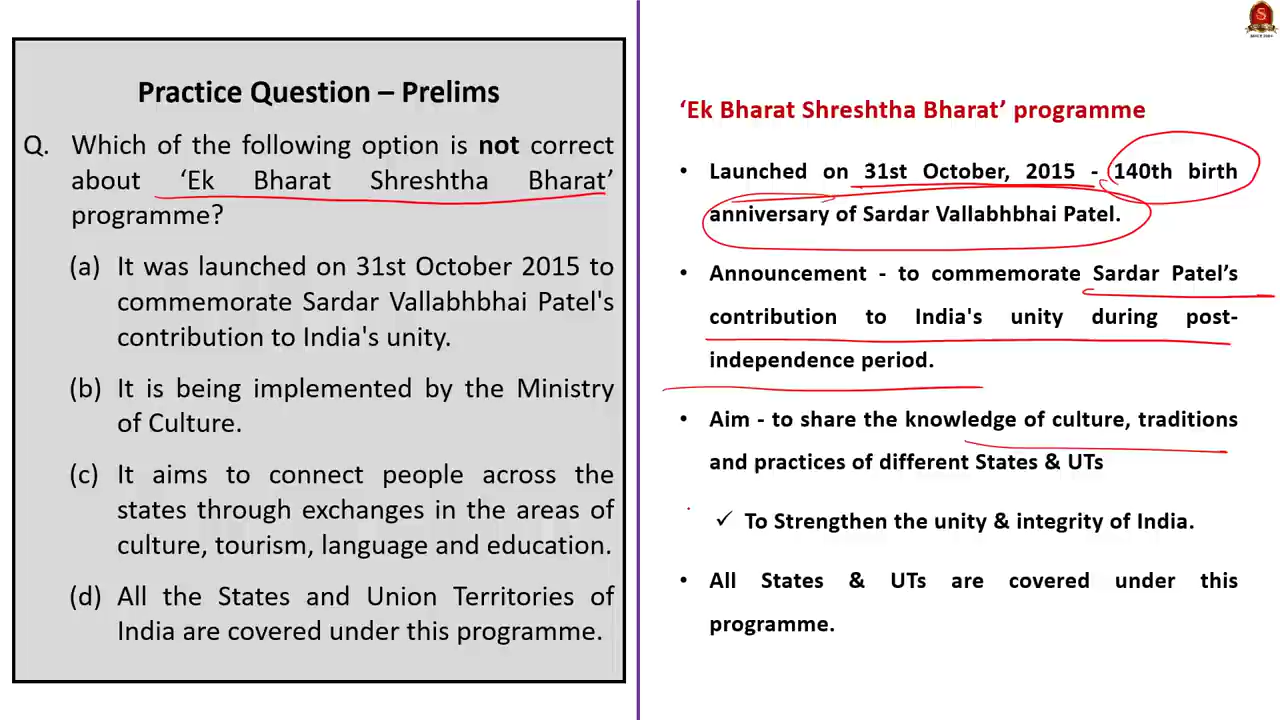 Practice Question – Prelims
Q. Which of the following option is not correct
about 'Ek Bharat Shreshtha Bharat'
programme?
(a) It was launched on 31st October 2015 to
commemorate Sardar Vallabhbhai Patel's
contribution to India's unity.
(b) It is being implemented by the Ministry
of Culture.
(c) It aims to connect people across the
states through exchanges in the areas of
culture, tourism, language and education.
(d) All the States and Union Territories of
India are covered under this programme.
'Ek Bharat Shreshtha Bharat' programme
• Launched on 31st October, 2015 - 140th birth
anniversary of Sardar Vallabhbhai Patel.
• Announcement - to commemorate Sardar Patel's
contribution to India's unity during post-
independence period.
• Aim - to share the knowledge of culture, traditions
and practices of different States & UTs
✓ To Strengthen the unity & integrity of India.
• All States & UTs are covered under this
programme.
S